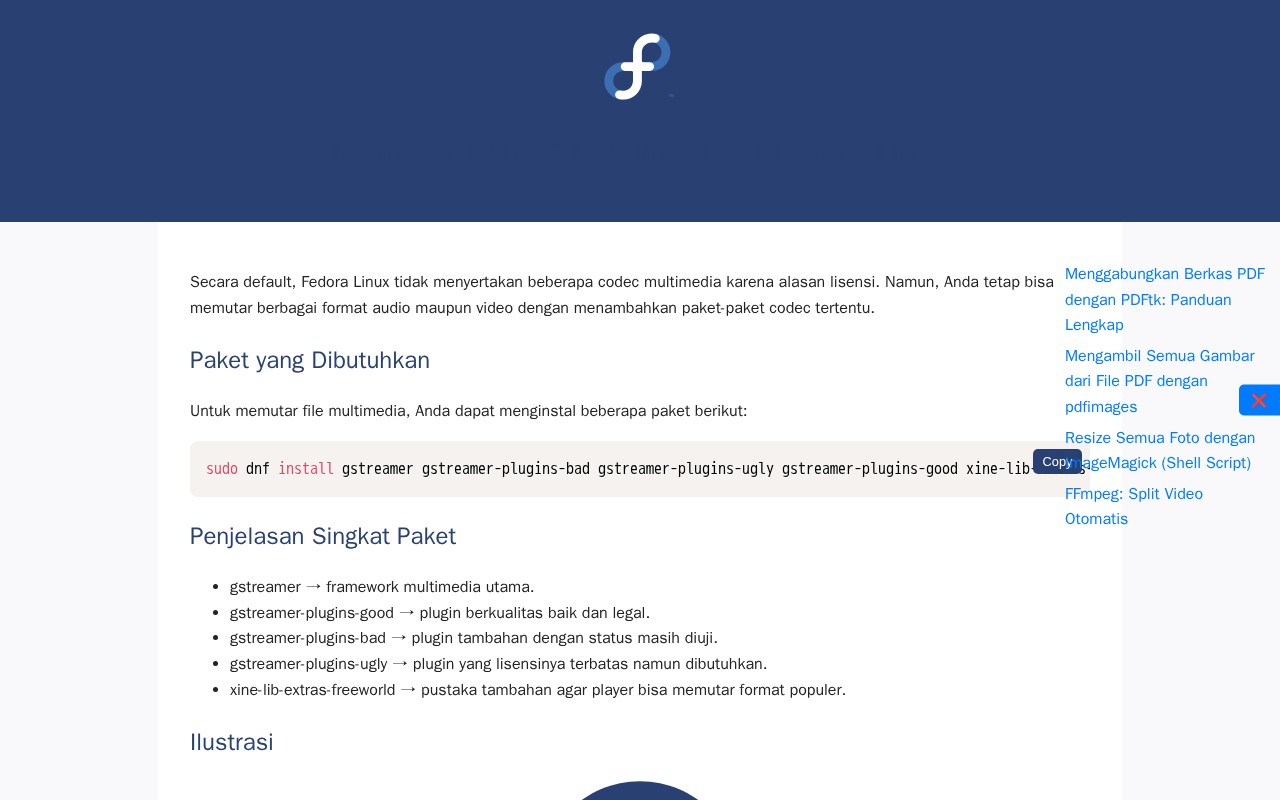 Secara default, Fedora Linux tidak menyertakan beberapa codec multimedia karena alasan lisensi. Namun, Anda tetap bisa
memutar berbagai format audio maupun video dengan menambahkan paket-paket codec tertentu.
Paket yang Dibutuhkan
Untuk memutar file multimedia, Anda dapat menginstal beberapa paket berikut:
sudo dnf install gstreamer gstreamer-plugins-bad gstreamer-plugins-ugly gstreamer-plugins-good
Copy
Penjelasan Singkat Paket
• gstreamer → framework multimedia utama.
• gstreamer-plugins-good → plugin berkualitas baik dan legal.
• gstreamer-plugins-bad → plugin tambahan dengan status masih diuji.
• gstreamer-plugins-ugly → plugin yang lisensinya terbatas namun dibutuhkan.
• xine-lib-extras-freeworld → pustaka tambahan agar player bisa memutar format populer.
Ilustrasi
Menggabungkan Berkas PDF
dengan PDFtk: Panduan
Lengkap
Mengambil Semua Gambar
dari File PDF dengan
pdfimages
Resize Semua Foto dengan
ImageMagick (Shell Script)
FFmpeg: Split Video
Otomatis